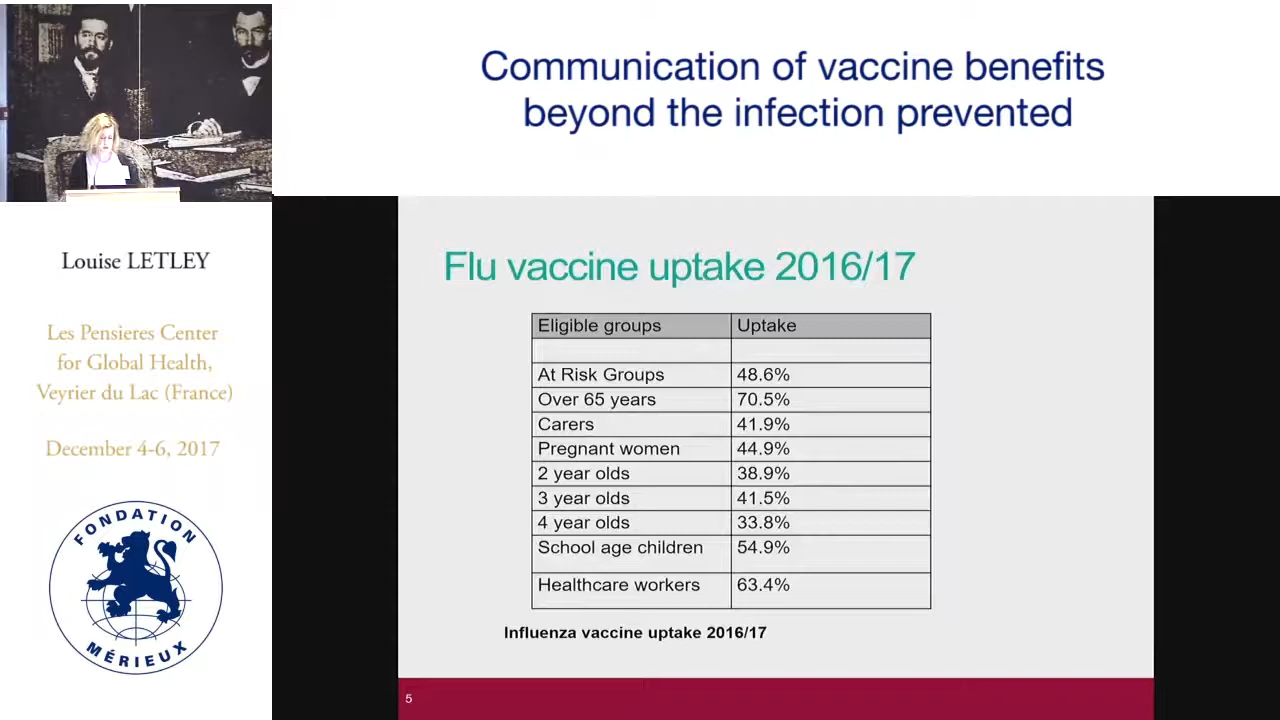 Communication of vaccine benefits
beyond the infection prevented
Louise LETLEY
Les Pensieres Center
for Global Health,
Veyrier du Lac (France)
December 4-6, 2017
FONDATION
MÉRIEUX
Flu vaccine uptake 2016/17
Eligible groups Uptake
At Risk Groups 48.6%
Over 65 years 70.5%
Carers 41.9%
Pregnant women 44.9%
2 year olds 38.9%
3 year olds 41.5%
4 year olds 33.8%
School age children 54.9%
Healthcare workers 63.4%
Influenza vaccine uptake 2016/17
5